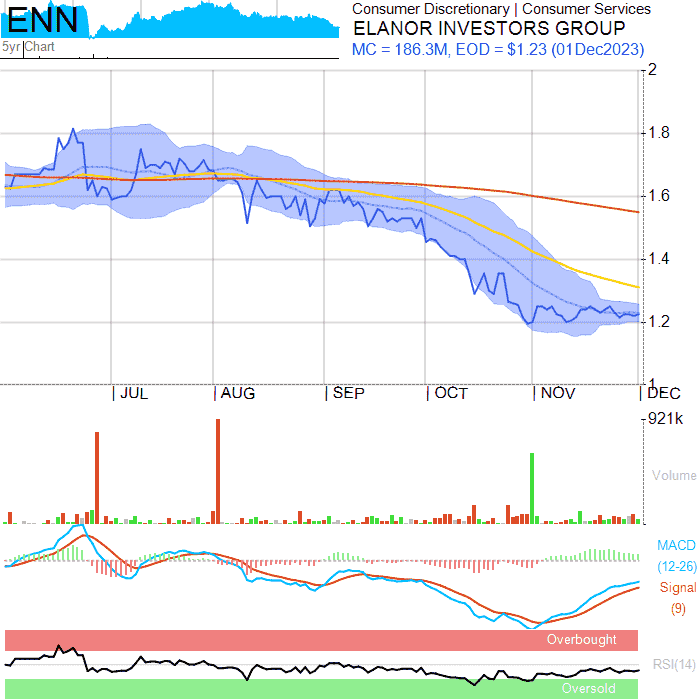 ENN
5yr Chart
Consumer Discretionary | Consumer Services
ELANOR INVESTORS GROUP
MC = 186.3M, EOD = $1.23 (01Dec2023)
2
1.8
1.6
1.4
1.2
1
JUL AUG SEP OCT NOV DEC
921k
Volume
MACD
(12-26)
Signal
(9)
Overbought
RSI(14)
Oversold